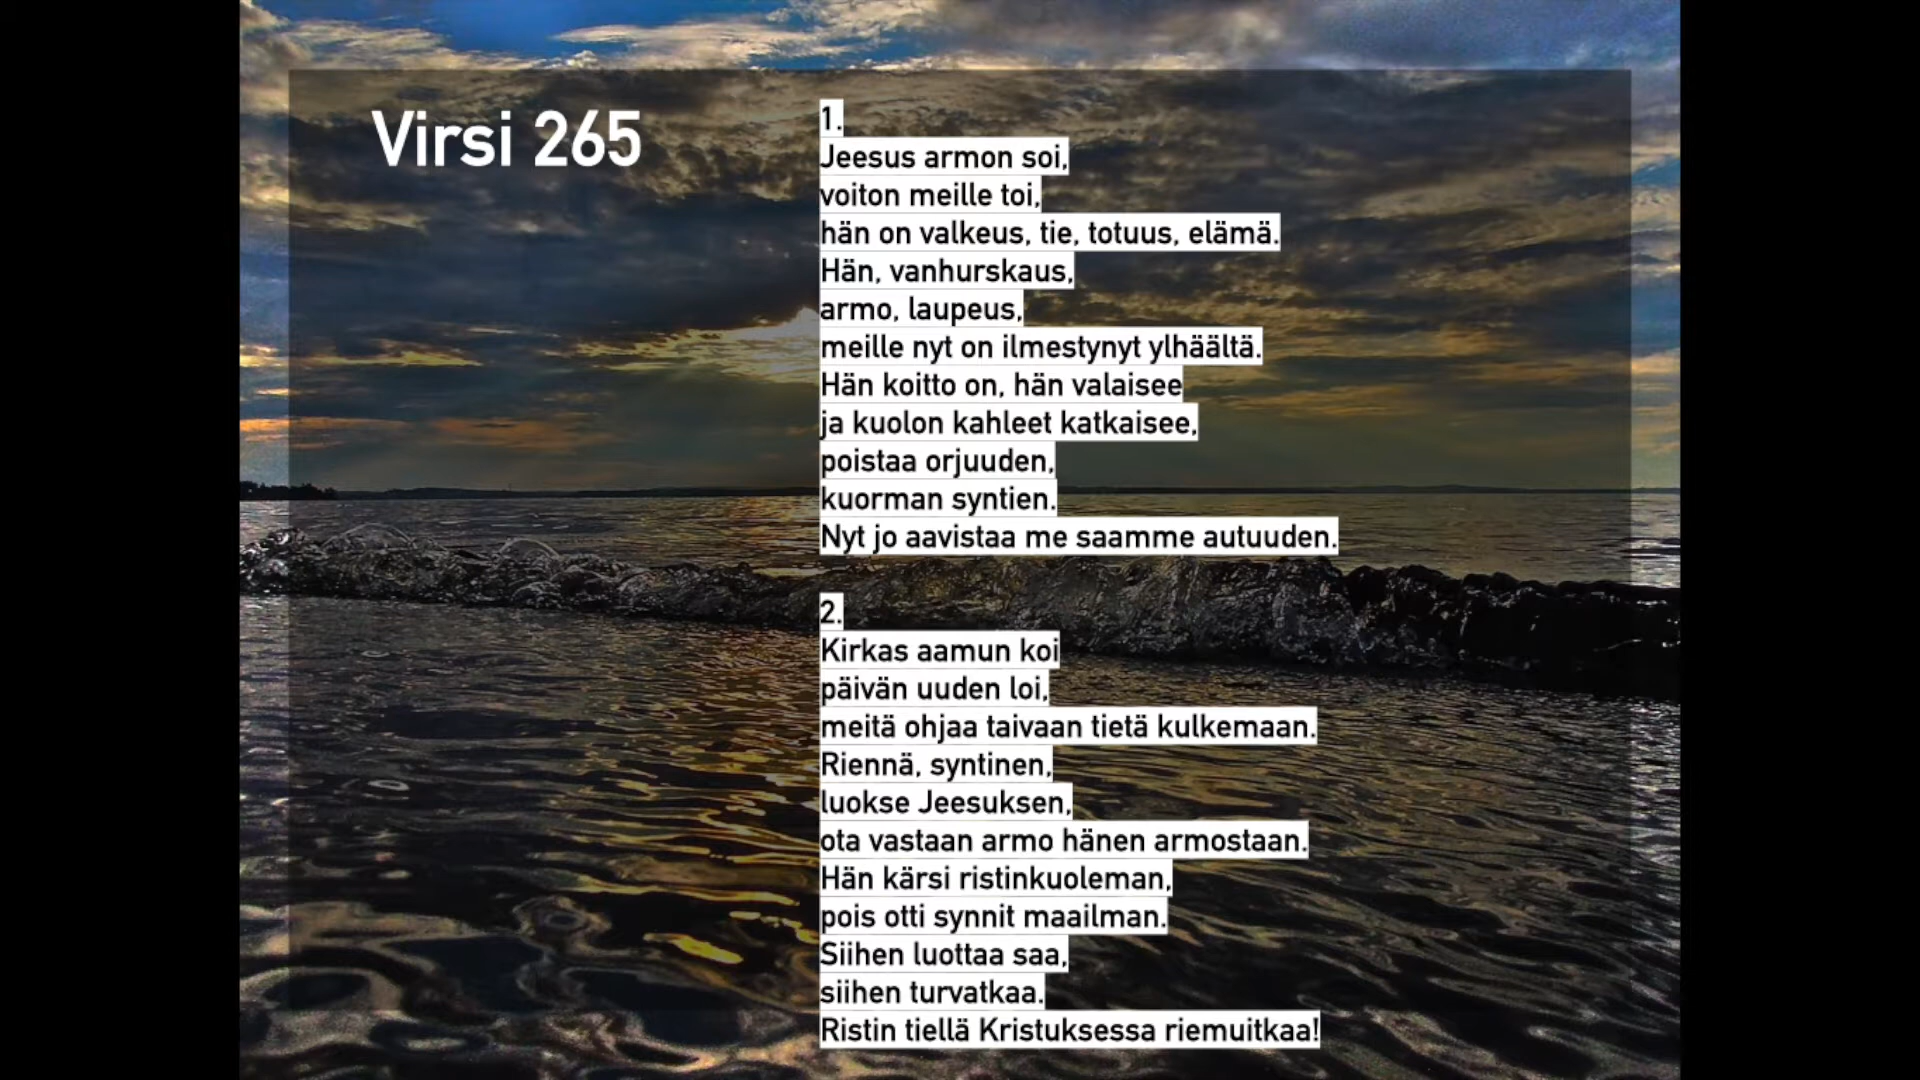 Virsi 265
1.
Jeesus armon soi,
voiton meille toi,
hän on valkeus, tie, totuus, elämä.
Hän, vanhurskaus,
armo, laupeus,
meille nyt on ilmestynyt ylhäältä.
Hän koitto on, hän valaisee
ja kuolon kahleet katkaisee,
poistaa orjuuden,
kuorman syntien.
Nyt jo aavistaa me saamme autuuden.
2.
Kirkas aamun koi
päivän uuden loi,
meitä ohjaa taivaan tietä kulkemaan.
Riennä, syntinen,
luokse Jeesuksen,
ota vastaan armo hänen armostaan.
Hän kärsi ristinkuoleman,
pois otti synnit maailman.
Siihen luottaa saa,
siihen turvatkaa.
Ristin tiellä Kristuksessa riemuitkaa!